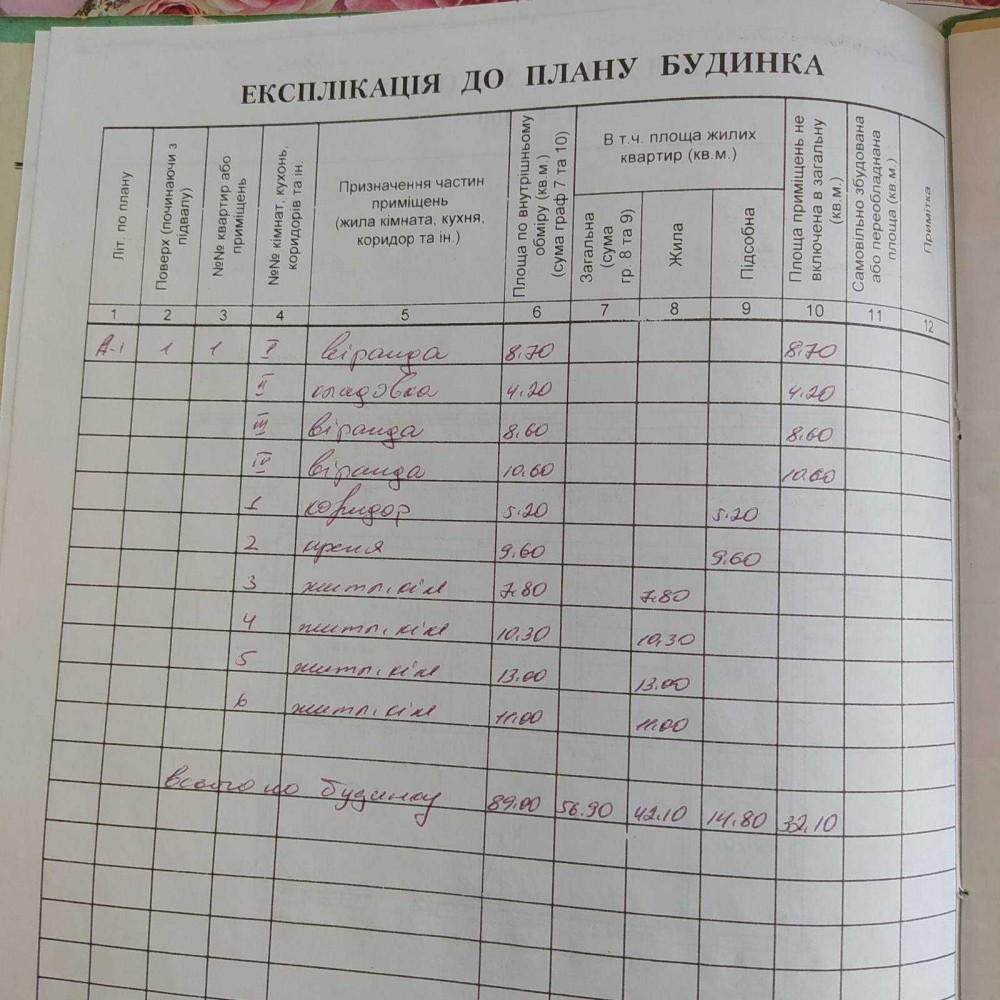 ЕКСПЛІКАЦІЯ ДО ПЛАНУ БУДИНКА
Літ. по плану
Поверх (починаючи з підвалу)
№№ квартир або приміщень
№№ кімнат, кухонь, коридорів та ін.
Призначення частин приміщень (жила кімната, кухня, коридор та ін.)
Площа по внутрішньому обміру (кв.м.) (сума граф 7 та 10)
В т.ч. площа жилих квартир (кв.м.)
Загальна (сума гр. 8 та 9)
Жила
Підсобна
Площа приміщень не включена в загальну (кв.м.)
Самовільно збудована або переобладнана площа (кв.м.)
Примітка
1 2 3 4 5 6 7 8 9 10 11 12
А-1 1 1 I віранда 8.70 8.70
II кладовка 4.20 4.20
III віранда 8.60 8.60
IV віранда 10.60 10.60
1 коридор 5.20 5.20
2 кухня 9.60 9.60
3 житл. кім 7.80 7.80
4 житл. кім 10.30 10.30
5 житл. кім 13.00 13.00
6 житл. кім 11.00 11.00
всього по будинку 89.00 56.90 42.10 14.80 32.10